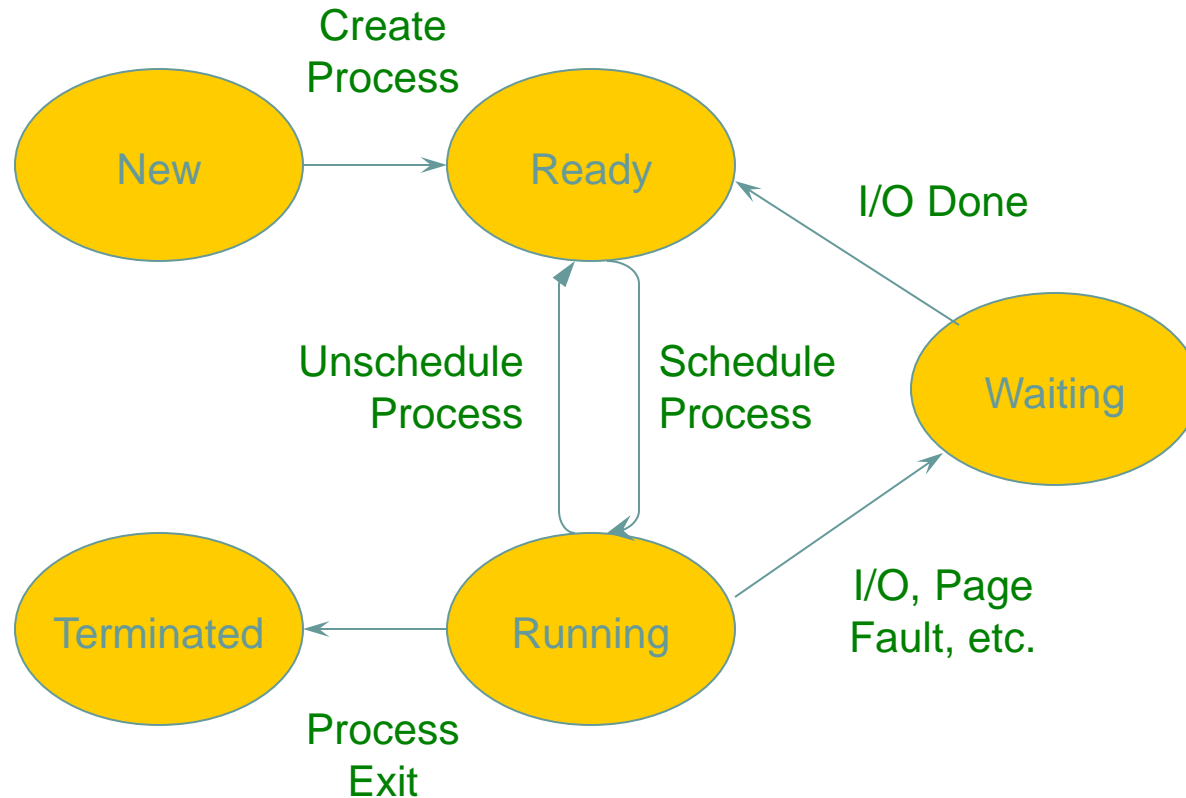 Create
Process
New
Ready
I/O Done
Unschedule
Process
Schedule
Process
Waiting
I/O, Page
Fault, etc.
Terminated
Running
Process
Exit